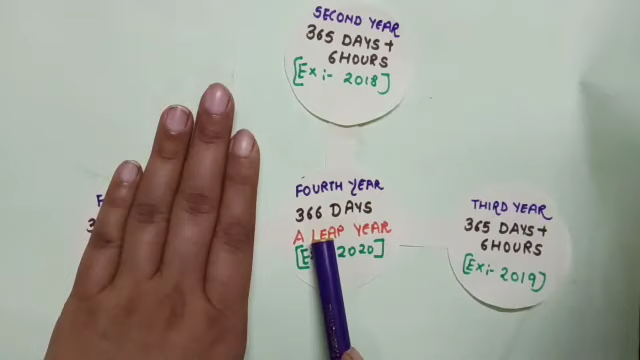 SECOND YEAR
365 DAYS +
6 HOURS
[Ex:- 2018]
FOURTH YEAR
366 DAYS
A LEAP YEAR
2020]
THIRD YEAR
365 DAYS +
6 HOURS
[Ex:- 2019)